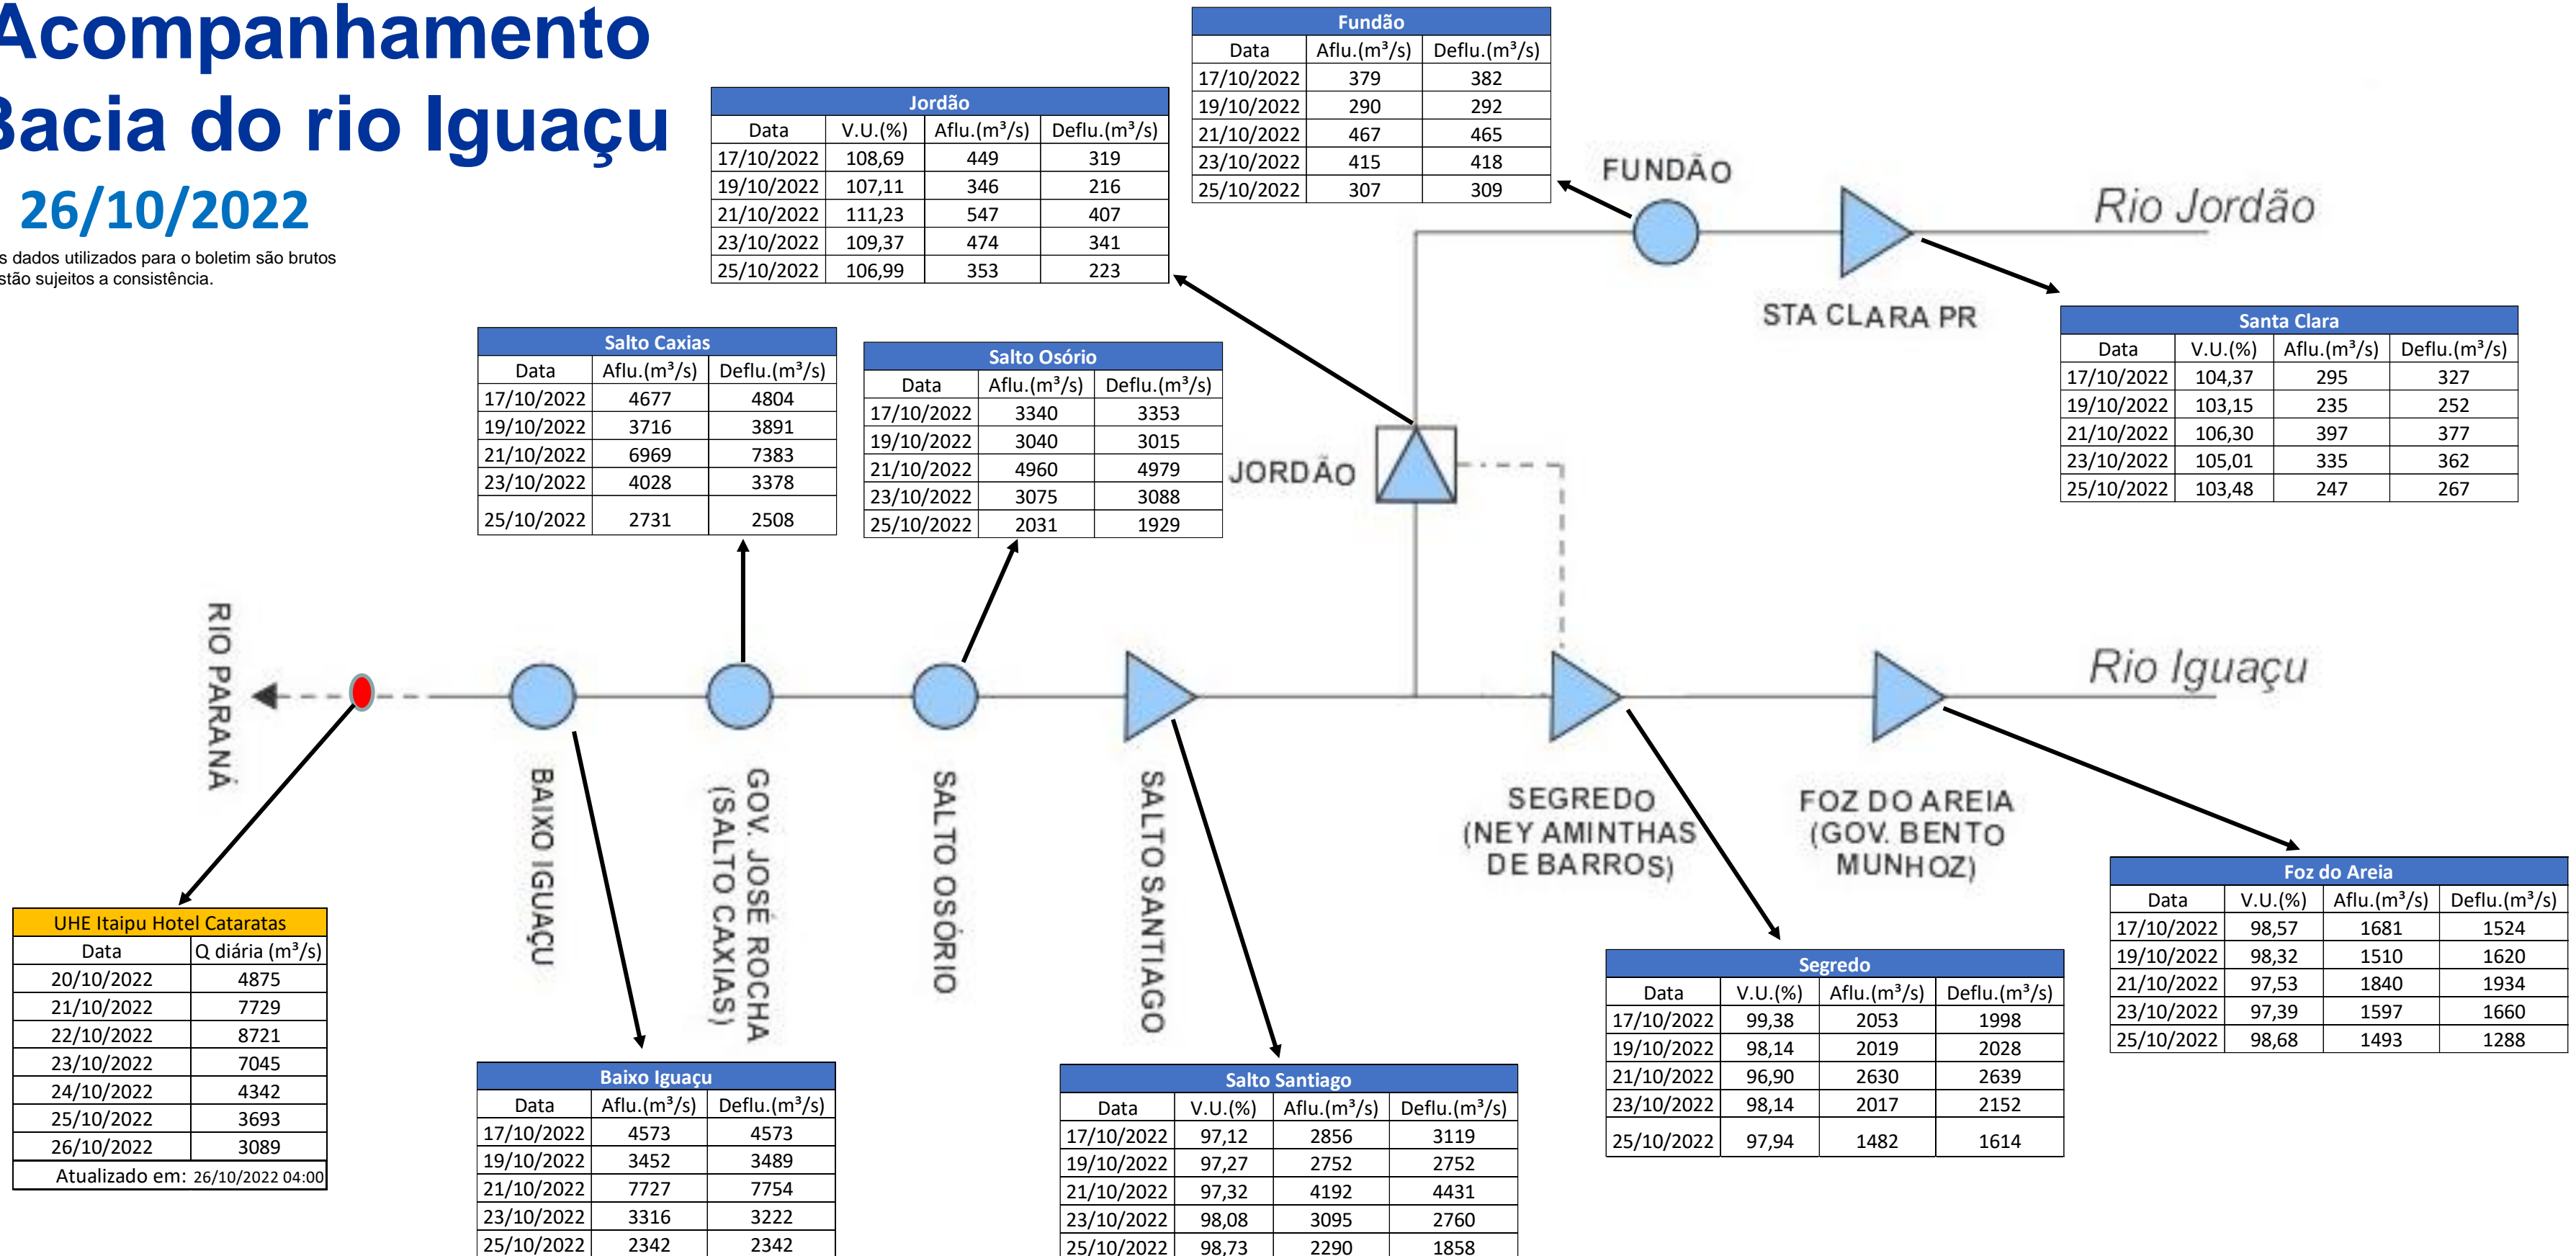 Acompanhamento
Bacia do rio Iguaçu
26/10/2022
s dados utilizados para o boletim são brutos
stão sujeitos a consistência.
Fundão
Data Aflu.(m³/s) Deflu.(m³/s)
17/10/2022 379 382
19/10/2022 290 292
21/10/2022 467 465
23/10/2022 415 418
25/10/2022 307 309
Jordão
Data V.U.(%) Aflu.(m³/s) Deflu.(m³/s)
17/10/2022 108,69 449 319
19/10/2022 107,11 346 216
21/10/2022 111,23 547 407
23/10/2022 109,37 474 341
25/10/2022 106,99 353 223
FUNDÃO
Rio Jordão
STA CLARA PR
Santa Clara
Data V.U.(%) Aflu.(m³/s) Deflu.(m³/s)
17/10/2022 104,37 295 327
19/10/2022 103,15 235 252
21/10/2022 106,30 397 377
23/10/2022 105,01 335 362
25/10/2022 103,48 247 267
Salto Caxias
Data Aflu.(m³/s) Deflu.(m³/s)
17/10/2022 4677 4804
19/10/2022 3716 3891
21/10/2022 6969 7383
23/10/2022 4028 3378
25/10/2022 2731 2508
Salto Osório
Data Aflu.(m³/s) Deflu.(m³/s)
17/10/2022 3340 3353
19/10/2022 3040 3015
21/10/2022 4960 4979
23/10/2022 3075 3088
25/10/2022 2031 1929
JORDÃO
RIO PARANÁ
Rio Iguaçu
BAIXO IGUAÇU
GOV. JOSÉ ROCHA
(SALTO CAXIAS)
SALTO OSÓRIO
SALTO SANTIAGO
SEGREDO
(NEY AMINTHAS
DE BARROS)
FOZ DO AREIA
(GOV. BENTO
MUNHOZ)
UHE Itaipu Hotel Cataratas
Data Q diária (m³/s)
20/10/2022 4875
21/10/2022 7729
22/10/2022 8721
23/10/2022 7045
24/10/2022 4342
25/10/2022 3693
26/10/2022 3089
Atualizado em: 26/10/2022 04:00
Baixo Iguaçu
Data Aflu.(m³/s) Deflu.(m³/s)
17/10/2022 4573 4573
19/10/2022 3452 3489
21/10/2022 7727 7754
23/10/2022 3316 3222
25/10/2022 2342 2342
Salto Santiago
Data V.U.(%) Aflu.(m³/s) Deflu.(m³/s)
17/10/2022 97,12 2856 3119
19/10/2022 97,27 2752 2752
21/10/2022 97,32 4192 4431
23/10/2022 98,08 3095 2760
25/10/2022 98,73 2290 1858
Segredo
Data V.U.(%) Aflu.(m³/s) Deflu.(m³/s)
17/10/2022 99,38 2053 1998
19/10/2022 98,14 2019 2028
21/10/2022 96,90 2630 2639
23/10/2022 98,14 2017 2152
25/10/2022 97,94 1482 1614
Foz do Areia
Data V.U.(%) Aflu.(m³/s) Deflu.(m³/s)
17/10/2022 98,57 1681 1524
19/10/2022 98,32 1510 1620
21/10/2022 97,53 1840 1934
23/10/2022 97,39 1597 1660
25/10/2022 98,68 1493 1288